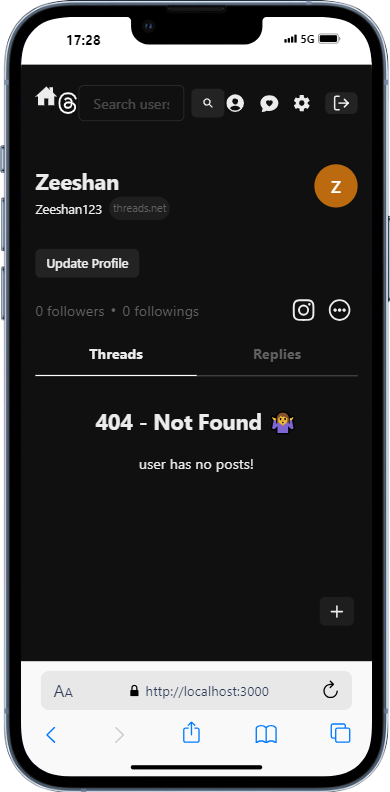 17:28
5G
Search users
Zeeshan
Z
Zeeshan123 threads.net
Update Profile
0 followers • 0 followings
Threads Replies
404 - Not Found 🤷‍♀️
user has no posts!
+
AA http://localhost:3000